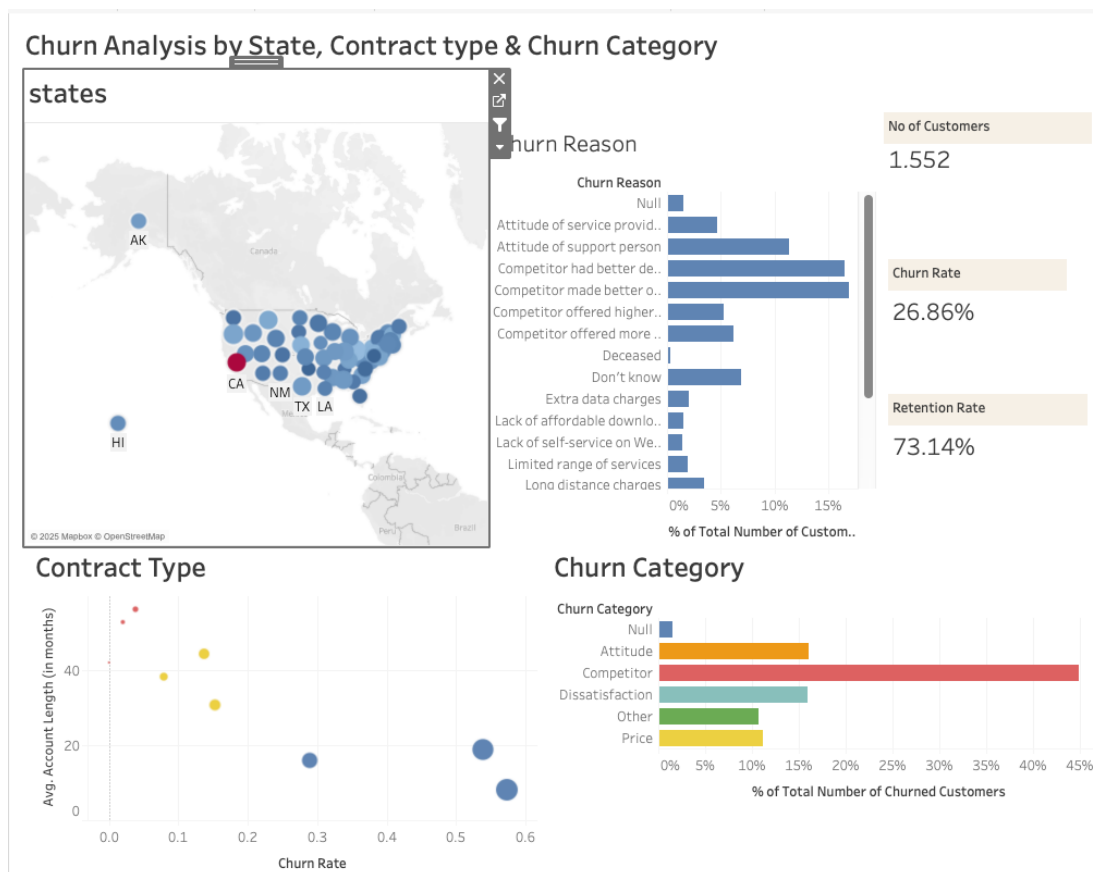 Churn Analysis by State, Contract type & Churn Category
states
Canada
AK
CA
NM
TX
LA
HI
Colombia
Peru
Brazil
© 2025 Mapbox © OpenStreetMap
hurn Reason
Churn Reason
Null
Attitude of service provid..
Attitude of support person
Competitor had better de..
Competitor made better o..
Competitor offered higher..
Competitor offered more ..
Deceased
Don't know
Extra data charges
Lack of affordable downlo..
Lack of self-service on We..
Limited range of services
Long distance charges
0% 5% 10% 15%
% of Total Number of Custom..
No of Customers
1.552
Churn Rate
26.86%
Retention Rate
73.14%
Contract Type
Avg. Account Length (in months)
40
20
0
0.0 0.1 0.2 0.3 0.4 0.5 0.6
Churn Rate
Churn Category
Churn Category
Null
Attitude
Competitor
Dissatisfaction
Other
Price
0% 5% 10% 15% 20% 25% 30% 35% 40% 45%
% of Total Number of Churned Customers